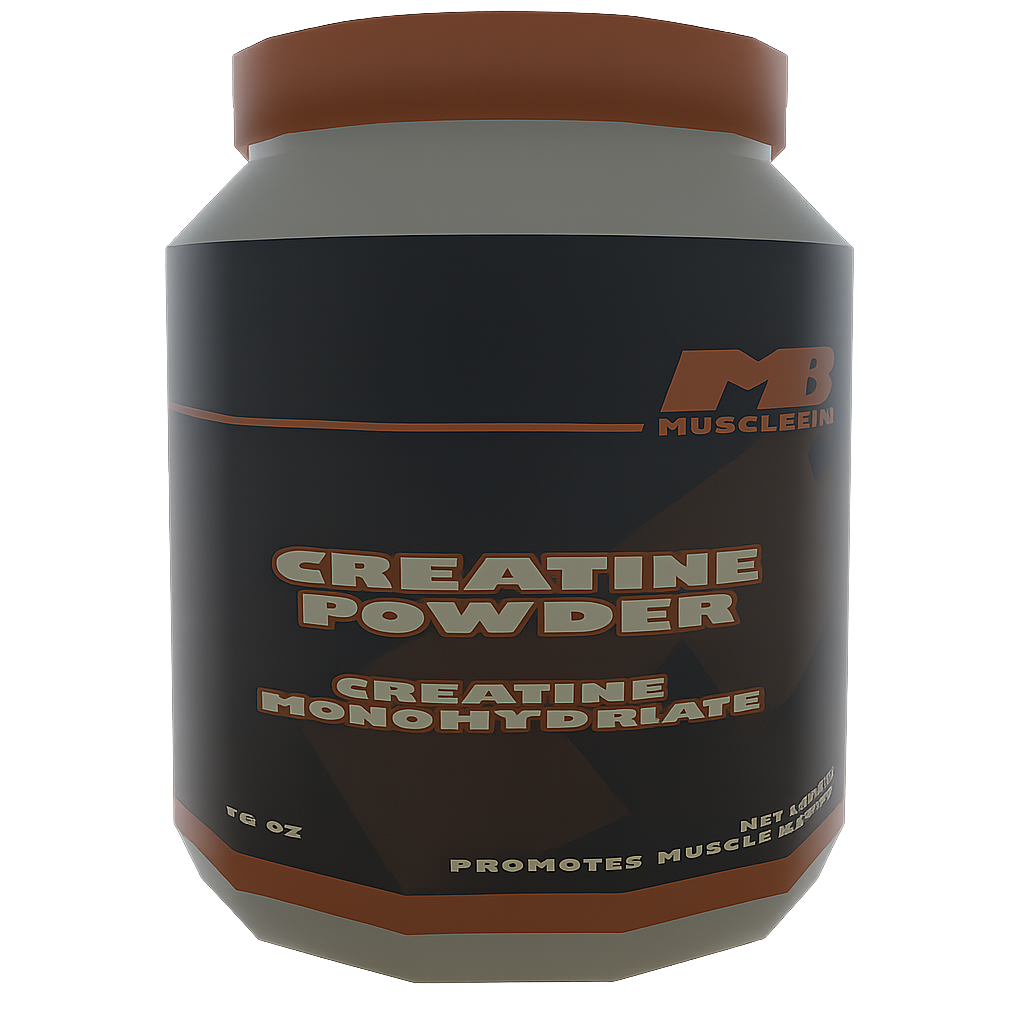 MB
MUSCLEEIN
CREATINE
POWDER
CREATINE
MONOHYDRIATE
OZ
NET
PROMOTES MUSCLE